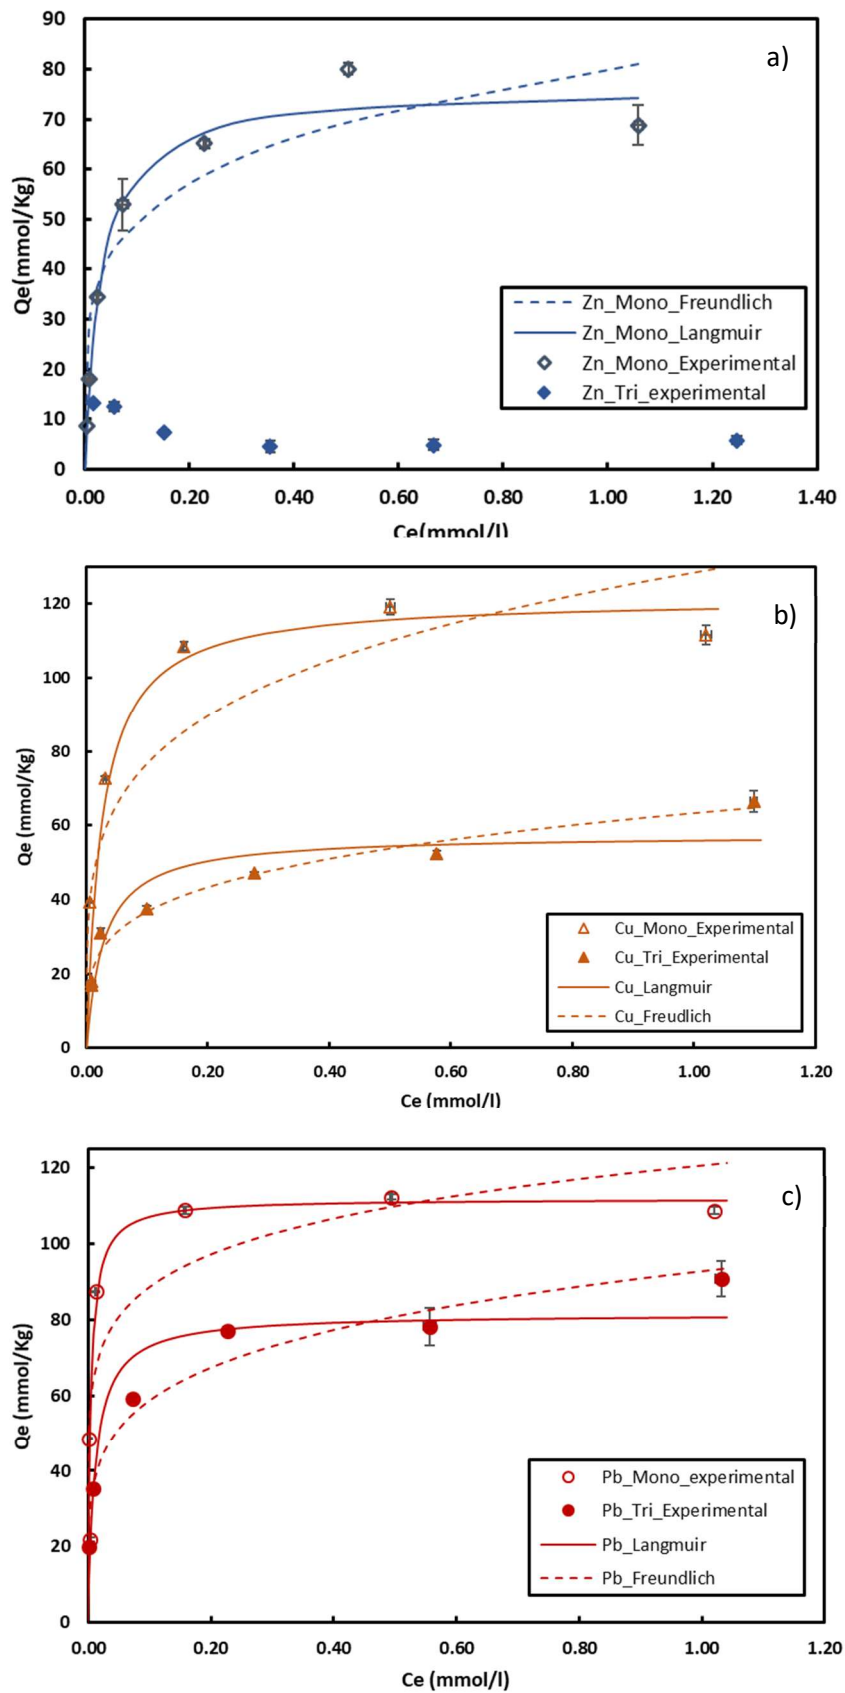 90
80
70
60
50
40
30
20
10
0
Qe(mmol/Kg)
a)
Zn_Mono_Freundlich
Zn_Mono_Langmuir
Zn_Mono_Experimental
Zn_Tri_experimental
0.00 0.20 0.40 0.60 0.80 1.00 1.20 1.40
Ce(mmol/l)
120
100
80
60
40
20
0
Qe (mmol/Kg)
b)
Cu_Mono_Experimental
Cu_Tri_Experimental
Cu_Langmuir
Cu_Freudlich
0.00 0.20 0.40 0.60 0.80 1.00 1.20
Ce (mmol/l)
120
100
80
60
40
20
0
Qe (mmol/Kg)
c)
Pb_Mono_experimental
Pb_Tri_Experimental
Pb_Langmuir
Pb_Freundlich
0.00 0.20 0.40 0.60 0.80 1.00 1.20
Ce (mmol/l)